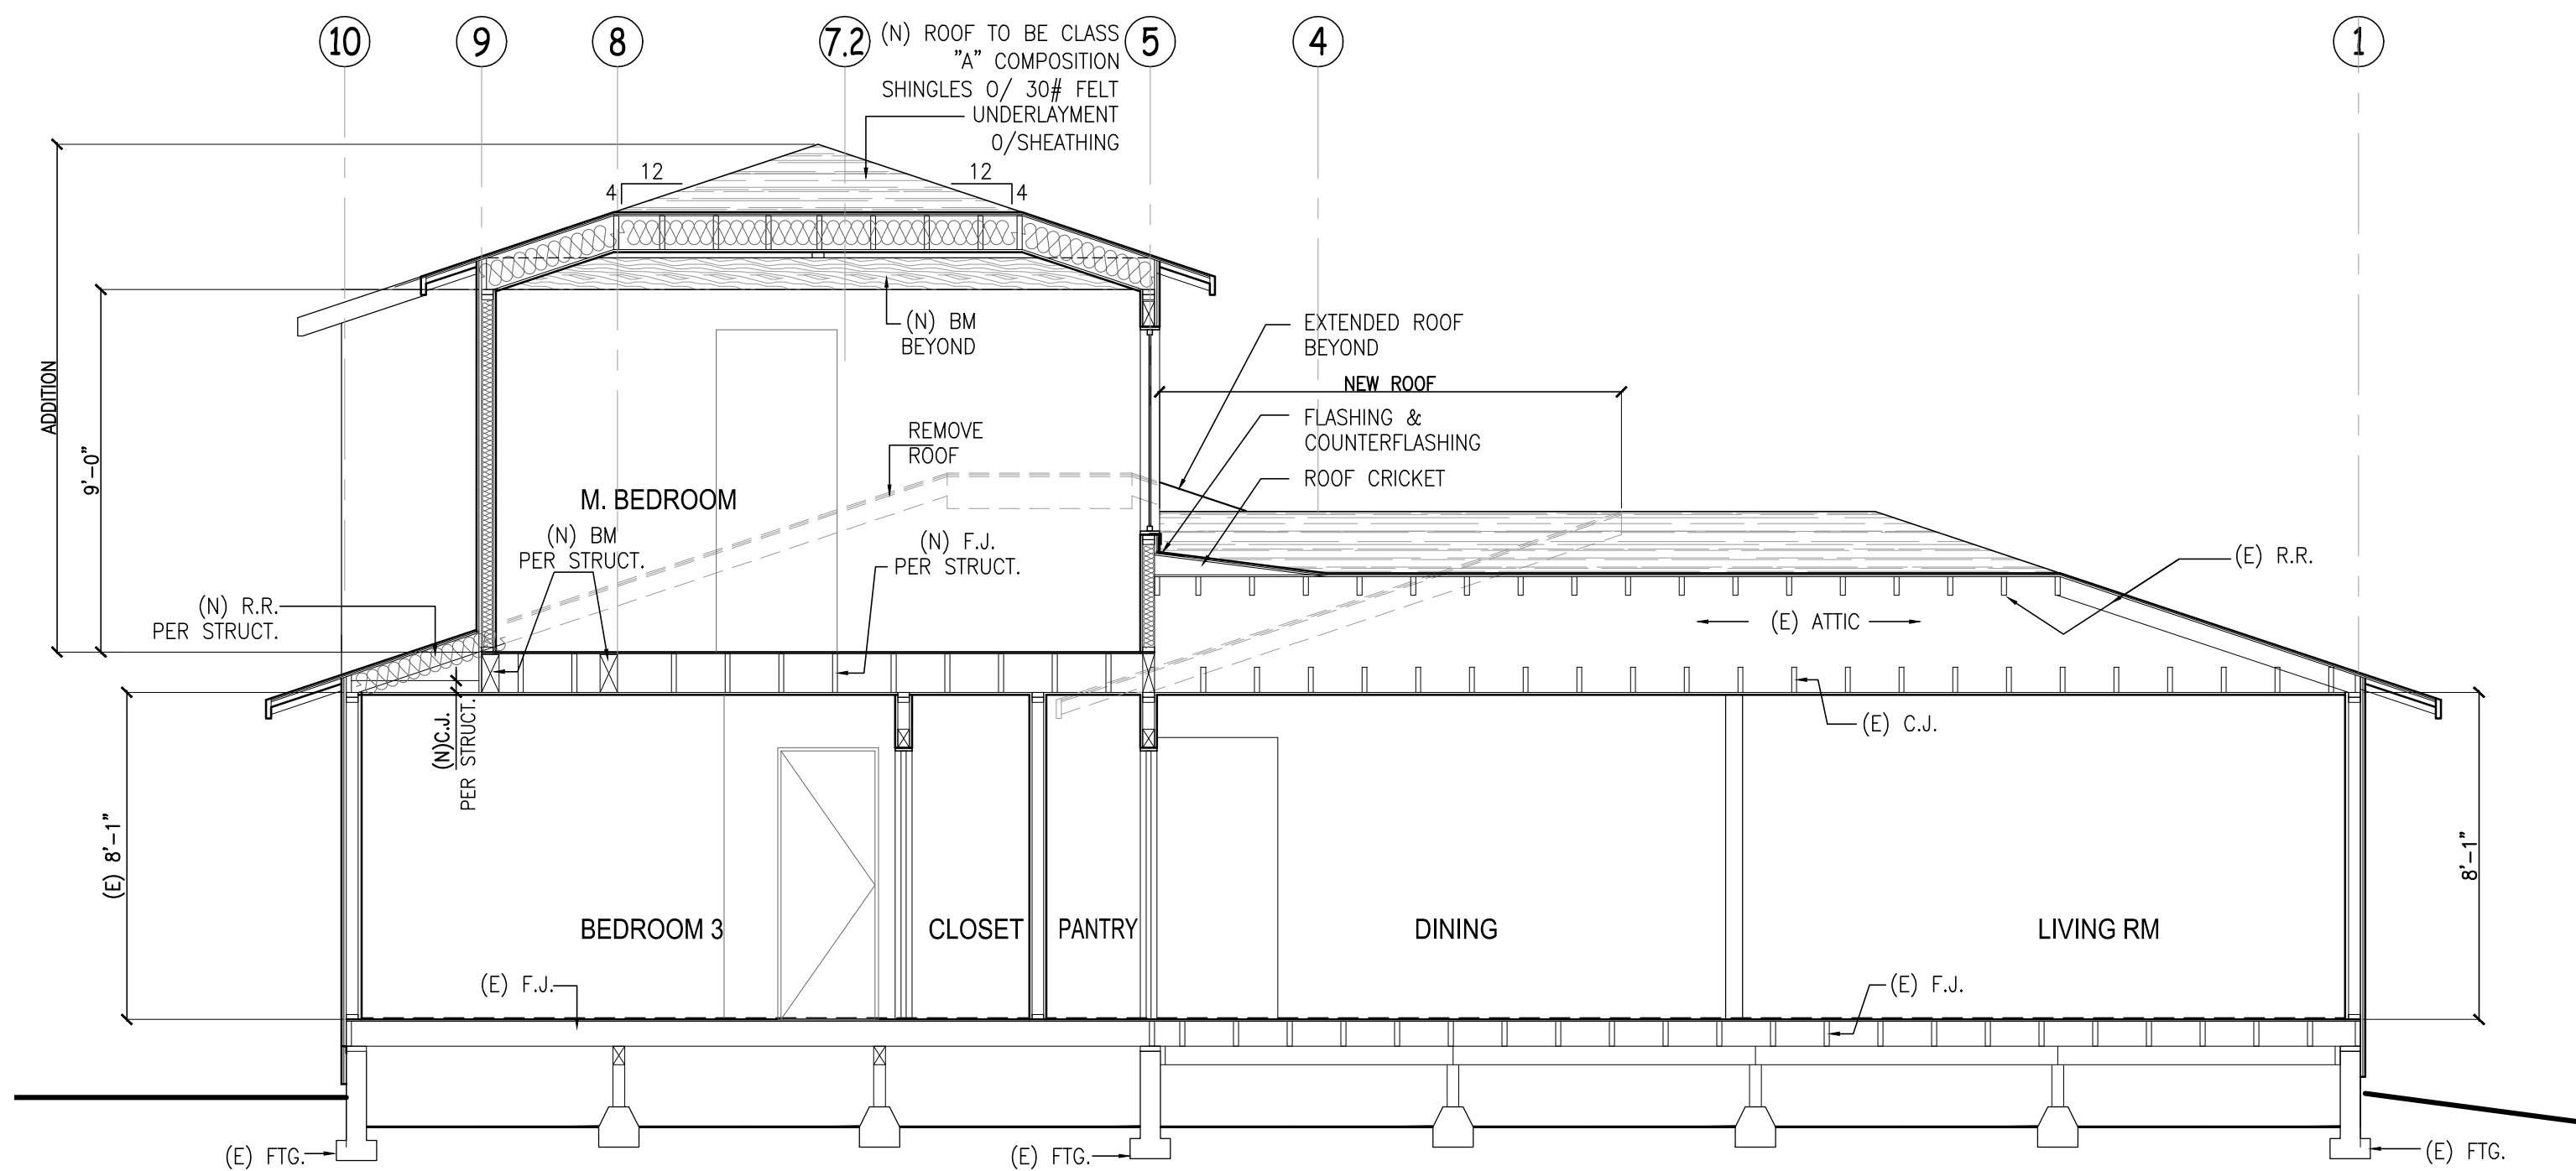 10
9
8
7.2
(N) ROOF TO BE CLASS
"A" COMPOSITION
SHINGLES O/ 30# FELT
UNDERLAYMENT
O/SHEATHING
5
4
1
12
4
12
4
ADDITION
9'-0"
(N) BM
BEYOND
EXTENDED ROOF
BEYOND
NEW ROOF
FLASHING &
COUNTERFLASHING
ROOF CRICKET
REMOVE
ROOF
M. BEDROOM
(N) BM
PER STRUCT.
(N) F.J.
PER STRUCT.
(E) R.R.
(N) R.R.
PER STRUCT.
(E) ATTIC
(N)C.J.
PER STRUCT.
(E) C.J.
(E) 8'-1"
8'-1"
BEDROOM 3
CLOSET
PANTRY
DINING
LIVING RM
(E) F.J.
(E) F.J.
(E) FTG.
(E) FTG.
(E) FTG.